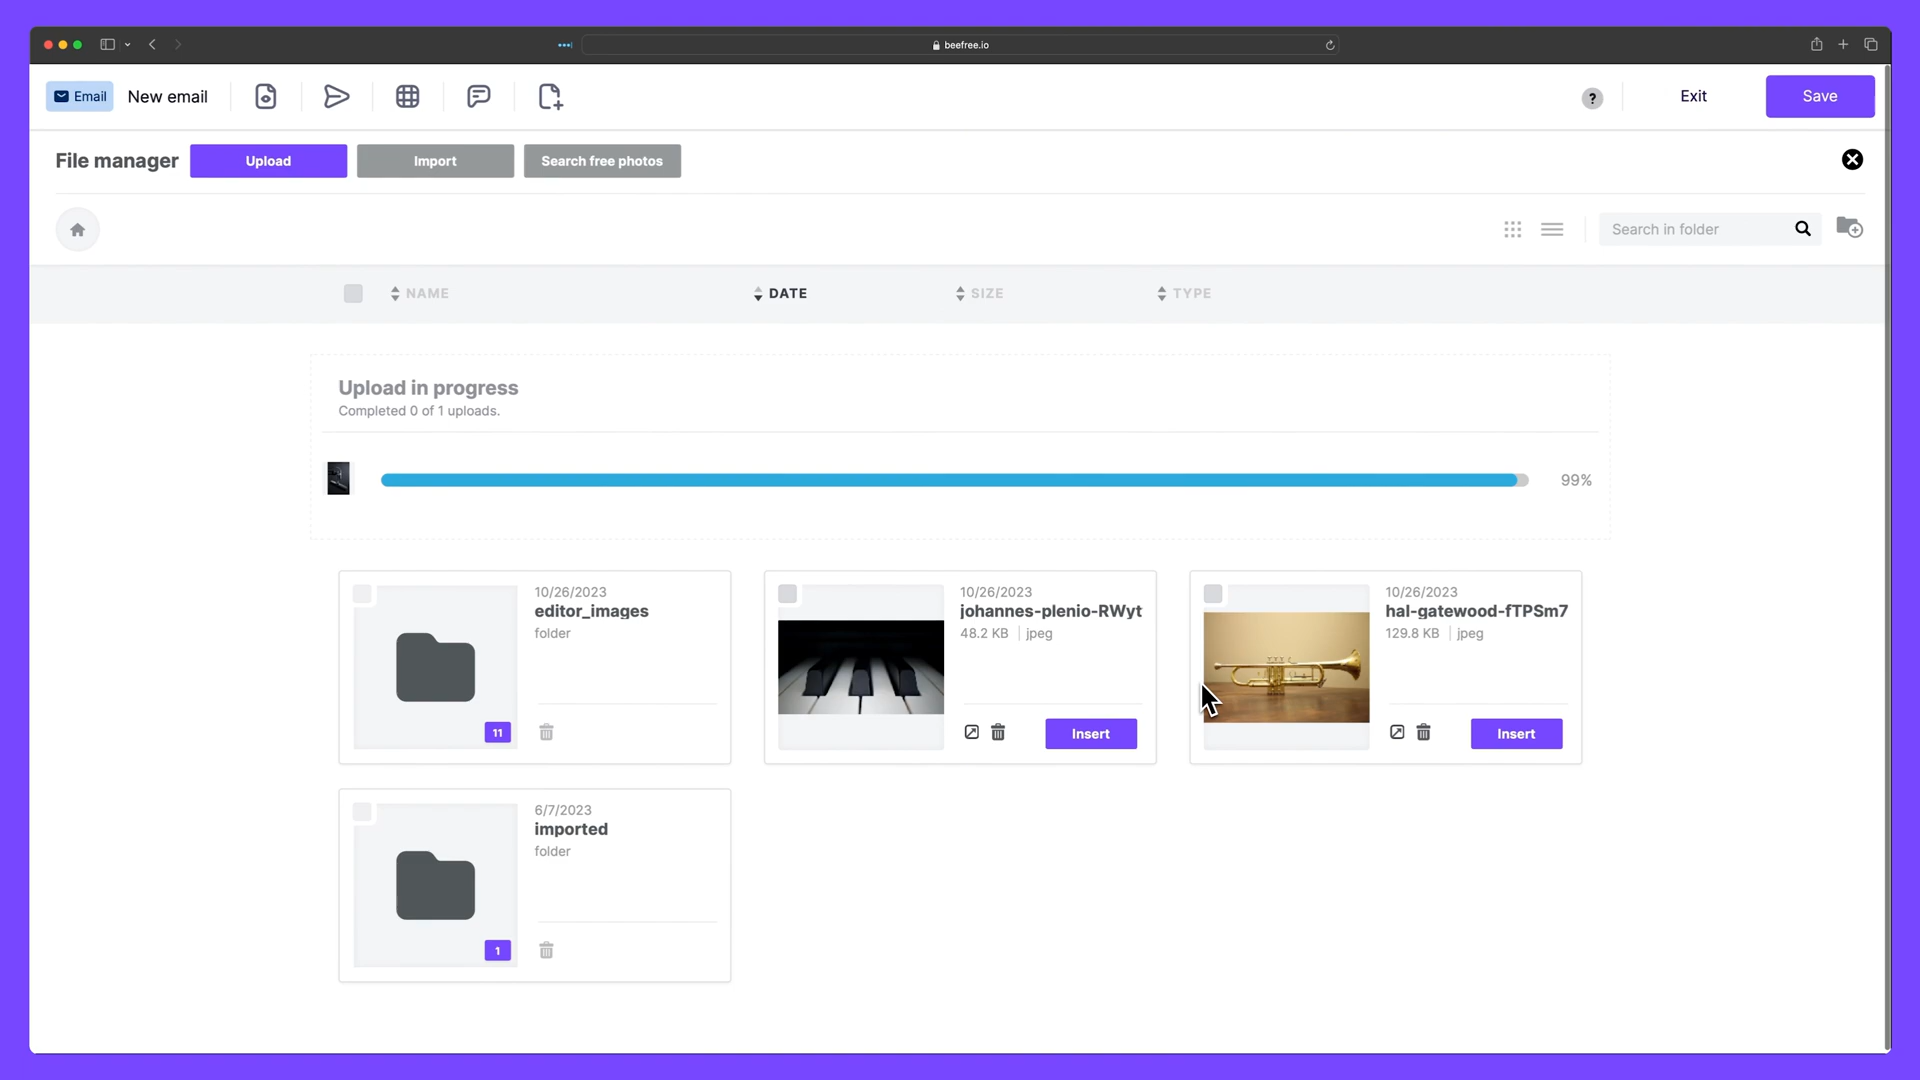 beefree.io
Email
New email
?
Exit
Save
File manager
Upload
Import
Search free photos
Search in folder
NAME
DATE
SIZE
TYPE
Upload in progress
Completed 0 of 1 uploads.
99%
10/26/2023
editor_images
folder
11
10/26/2023
johannes-plenio-RWyt
48.2 KB | jpeg
Insert
10/26/2023
hal-gatewood-fTPSm7
129.8 KB | jpeg
Insert
6/7/2023
imported
folder
1